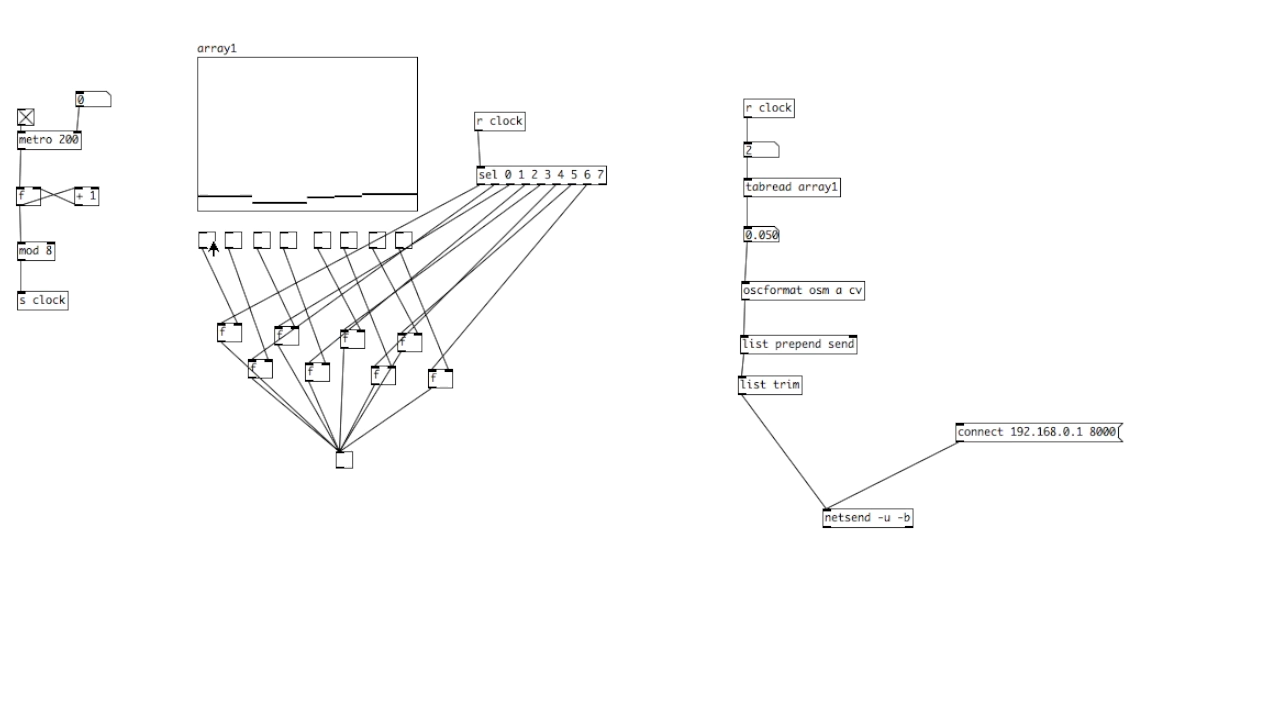 array1
0
metro 200
f
+ 1
mod 8
s clock
r clock
sel 0 1 2 3 4 5 6 7
f
f
f
f
f
f
f
f
r clock
2
tabread array1
0.050
oscformat osm a cv
list prepend send
list trim
connect 192.168.0.1 8000
netsend -u -b